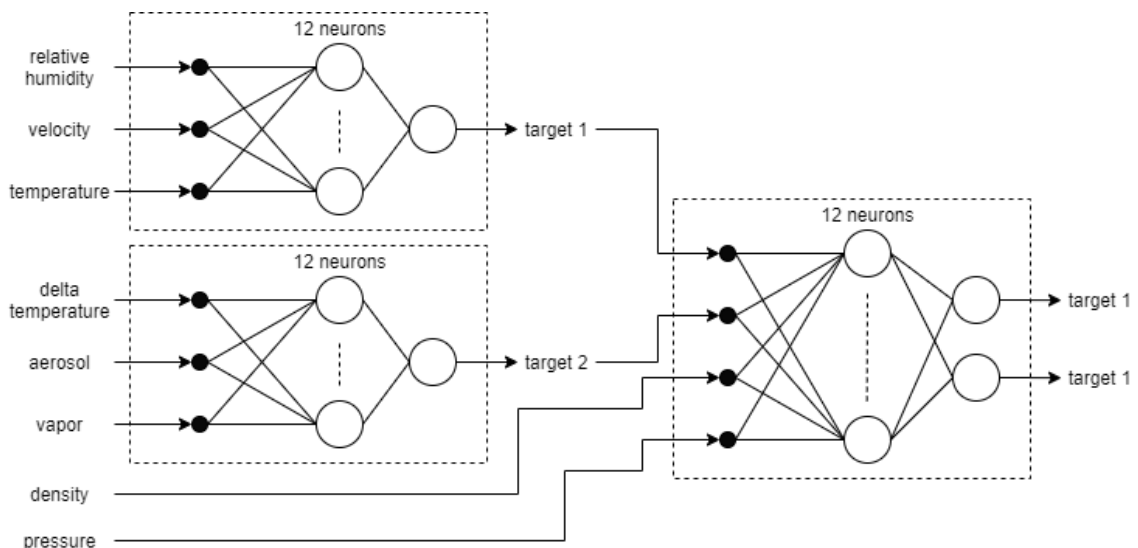 12 neurons
relative
humidity
velocity
target 1
temperature
12 neurons
12 neurons
delta
temperature
target 1
aerosol
target 2
target 1
vapor
density
pressure